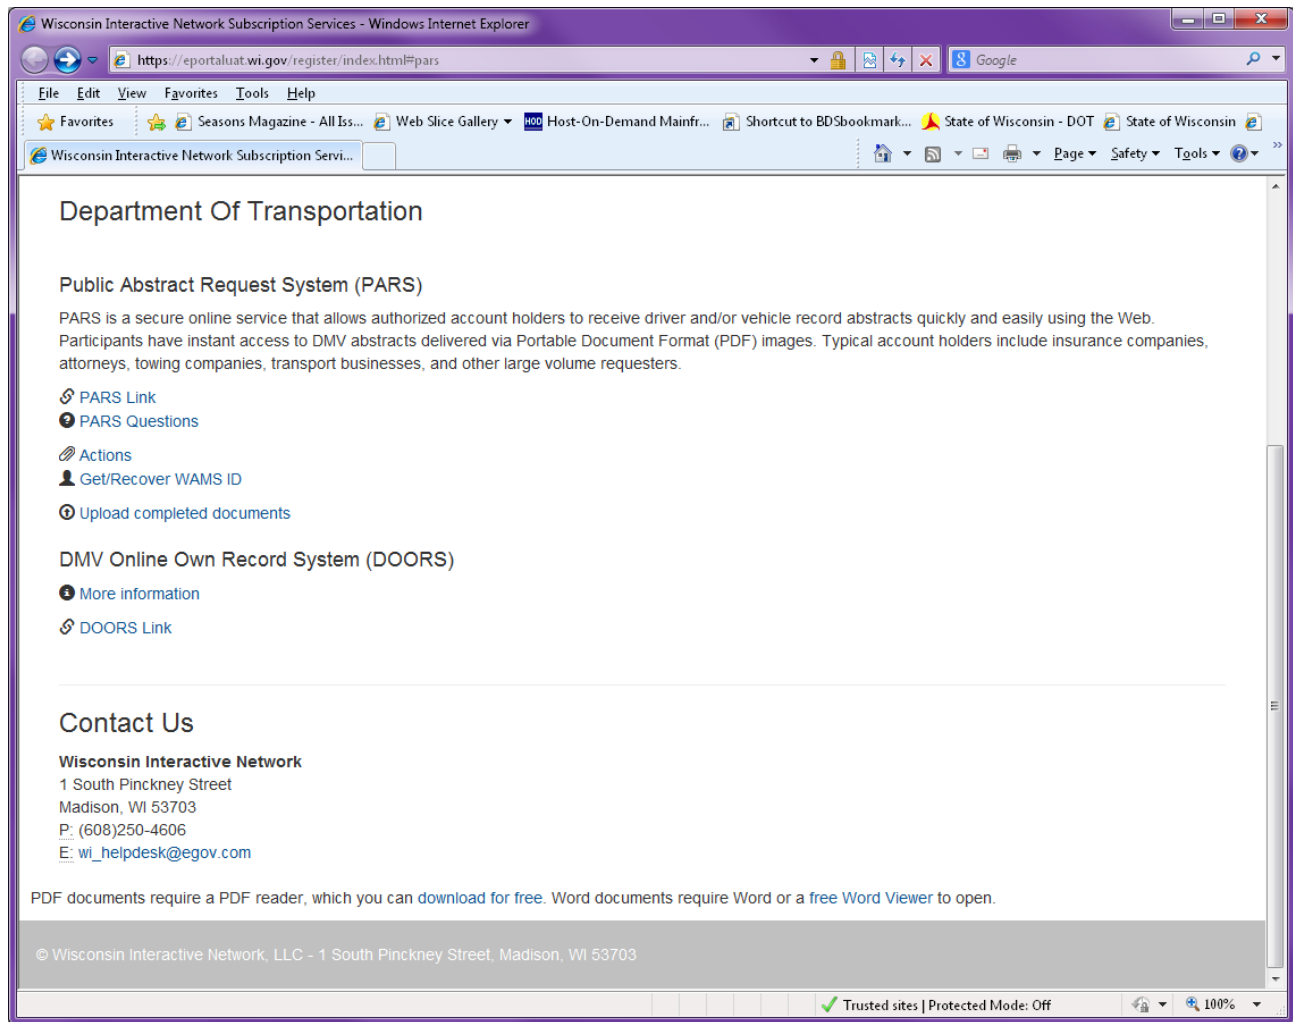 Wisconsin Interactive Network Subscription Services - Windows Internet Explorer
https://eportaluat.wi.gov/register/index.html#pars
Google
File Edit View Favorites Tools Help
Favorites Seasons Magazine - All Iss... Web Slice Gallery HOD Host-On-Demand Mainfr... Shortcut to BDSbookmark... State of Wisconsin - DOT State of Wisconsin
Wisconsin Interactive Network Subscription Servi... Page Safety Tools
Department Of Transportation
Public Abstract Request System (PARS)
PARS is a secure online service that allows authorized account holders to receive driver and/or vehicle record abstracts quickly and easily using the Web.
Participants have instant access to DMV abstracts delivered via Portable Document Format (PDF) images. Typical account holders include insurance companies,
attorneys, towing companies, transport businesses, and other large volume requesters.
PARS Link
PARS Questions
Actions
Get/Recover WAMS ID
Upload completed documents
DMV Online Own Record System (DOORS)
More information
DOORS Link
Contact Us
Wisconsin Interactive Network
1 South Pinckney Street
Madison, WI 53703
P: (608)250-4606
E: wi_helpdesk@egov.com
PDF documents require a PDF reader, which you can download for free. Word documents require Word or a free Word Viewer to open.
© Wisconsin Interactive Network, LLC - 1 South Pinckney Street, Madison, WI 53703
Trusted sites | Protected Mode: Off 100%